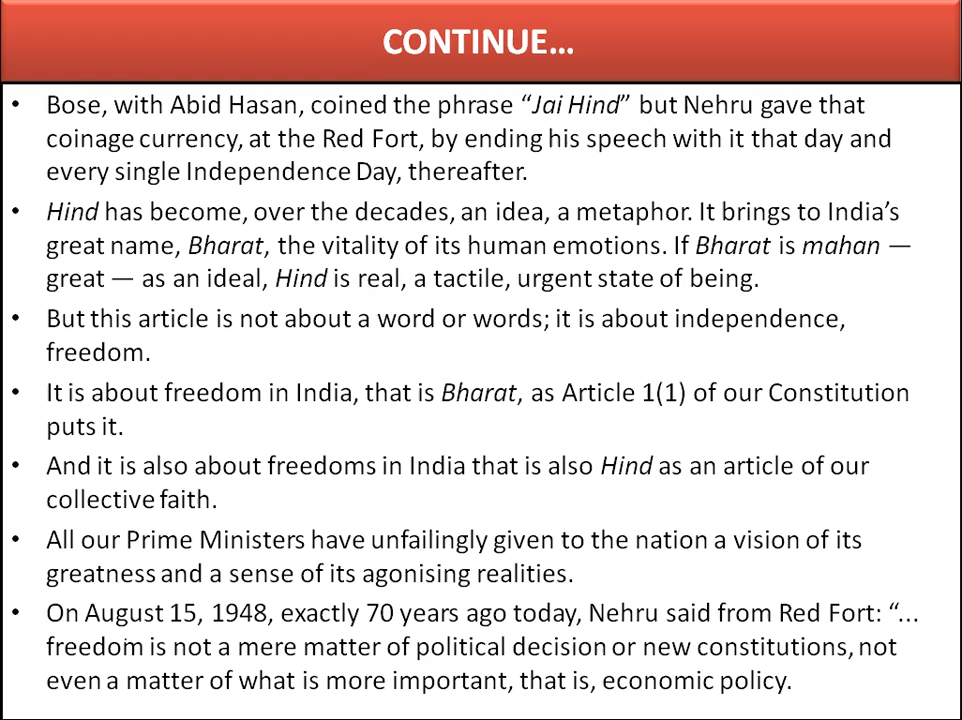 CONTINUE…
• Bose, with Abid Hasan, coined the phrase “Jai Hind” but Nehru gave that
coinage currency, at the Red Fort, by ending his speech with it that day and
every single Independence Day, thereafter.
• Hind has become, over the decades, an idea, a metaphor. It brings to India’s
great name, Bharat, the vitality of its human emotions. If Bharat is mahan —
great — as an ideal, Hind is real, a tactile, urgent state of being.
• But this article is not about a word or words; it is about independence,
freedom.
• It is about freedom in India, that is Bharat, as Article 1(1) of our Constitution
puts it.
• And it is also about freedoms in India that is also Hind as an article of our
collective faith.
• All our Prime Ministers have unfailingly given to the nation a vision of its
greatness and a sense of its agonising realities.
• On August 15, 1948, exactly 70 years ago today, Nehru said from Red Fort: “...
freedom is not a mere matter of political decision or new constitutions, not
even a matter of what is more important, that is, economic policy.